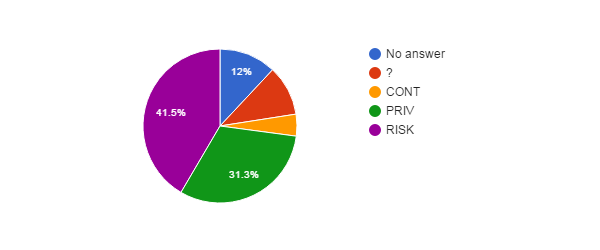 12%
41.5%
31.3%
No answer
?
CONT
PRIV
RISK